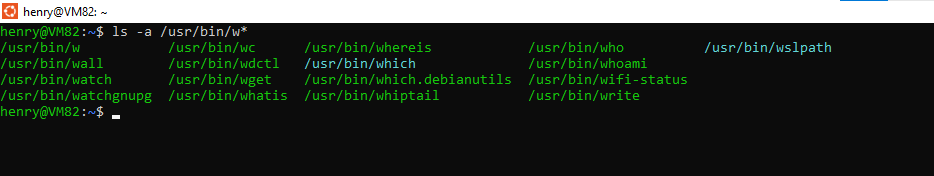 henry@VM82: ~
henry@VM82:~$ ls -a /usr/bin/w*
/usr/bin/w /usr/bin/wc /usr/bin/whereis /usr/bin/who /usr/bin/wslpath
/usr/bin/wall /usr/bin/wdctl /usr/bin/which /usr/bin/whoami
/usr/bin/watch /usr/bin/wget /usr/bin/which.debianutils /usr/bin/wifi-status
/usr/bin/watchgnupg /usr/bin/whatis /usr/bin/whiptail /usr/bin/write
henry@VM82:~$